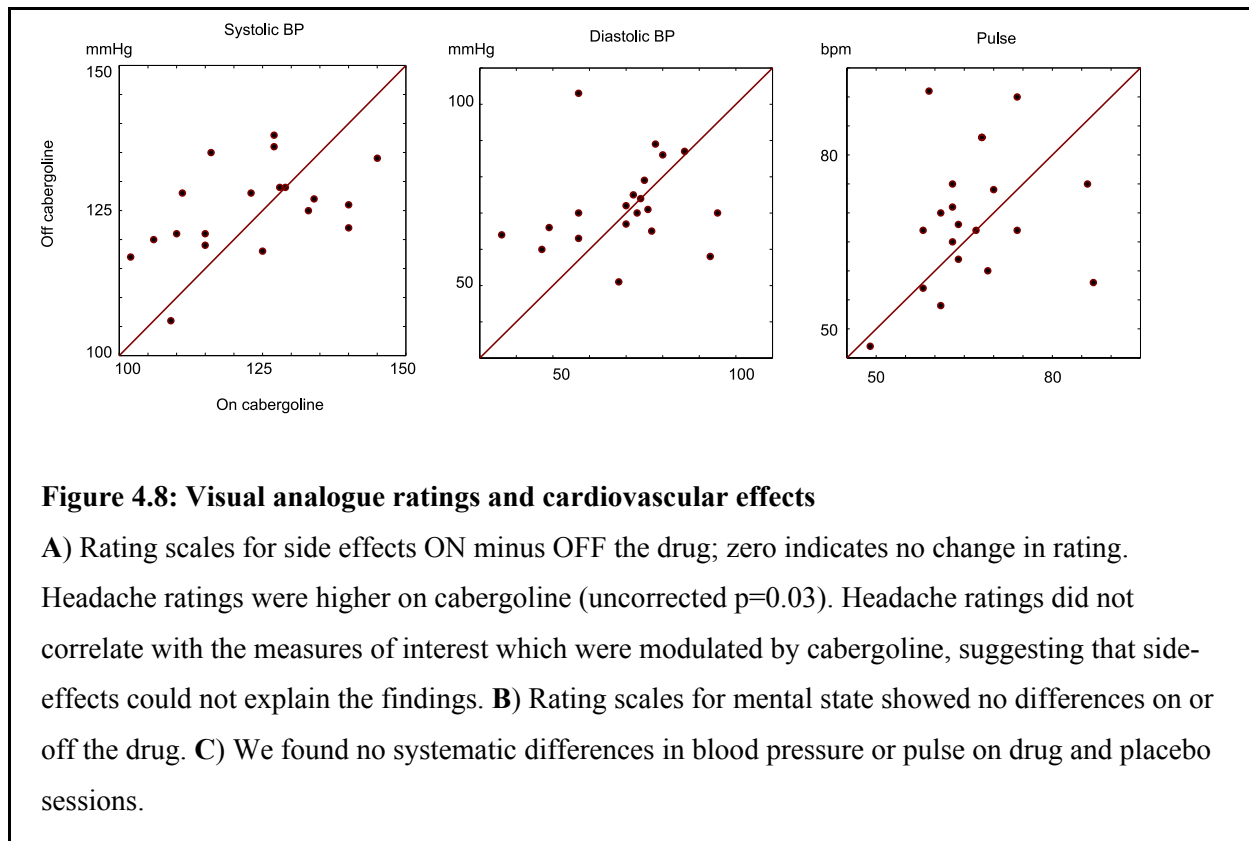 Systolic BP
Diastolic BP
Pulse
mmHg
mmHg
bpm
150
125
100
100
125
150
Off cabergoline
On cabergoline
100
50
50
100
80
50
50
80
Figure 4.8: Visual analogue ratings and cardiovascular effects
A) Rating scales for side effects ON minus OFF the drug; zero indicates no change in rating.
Headache ratings were higher on cabergoline (uncorrected p=0.03). Headache ratings did not
correlate with the measures of interest which were modulated by cabergoline, suggesting that side-
effects could not explain the findings. B) Rating scales for mental state showed no differences on or
off the drug. C) We found no systematic differences in blood pressure or pulse on drug and placebo
sessions.